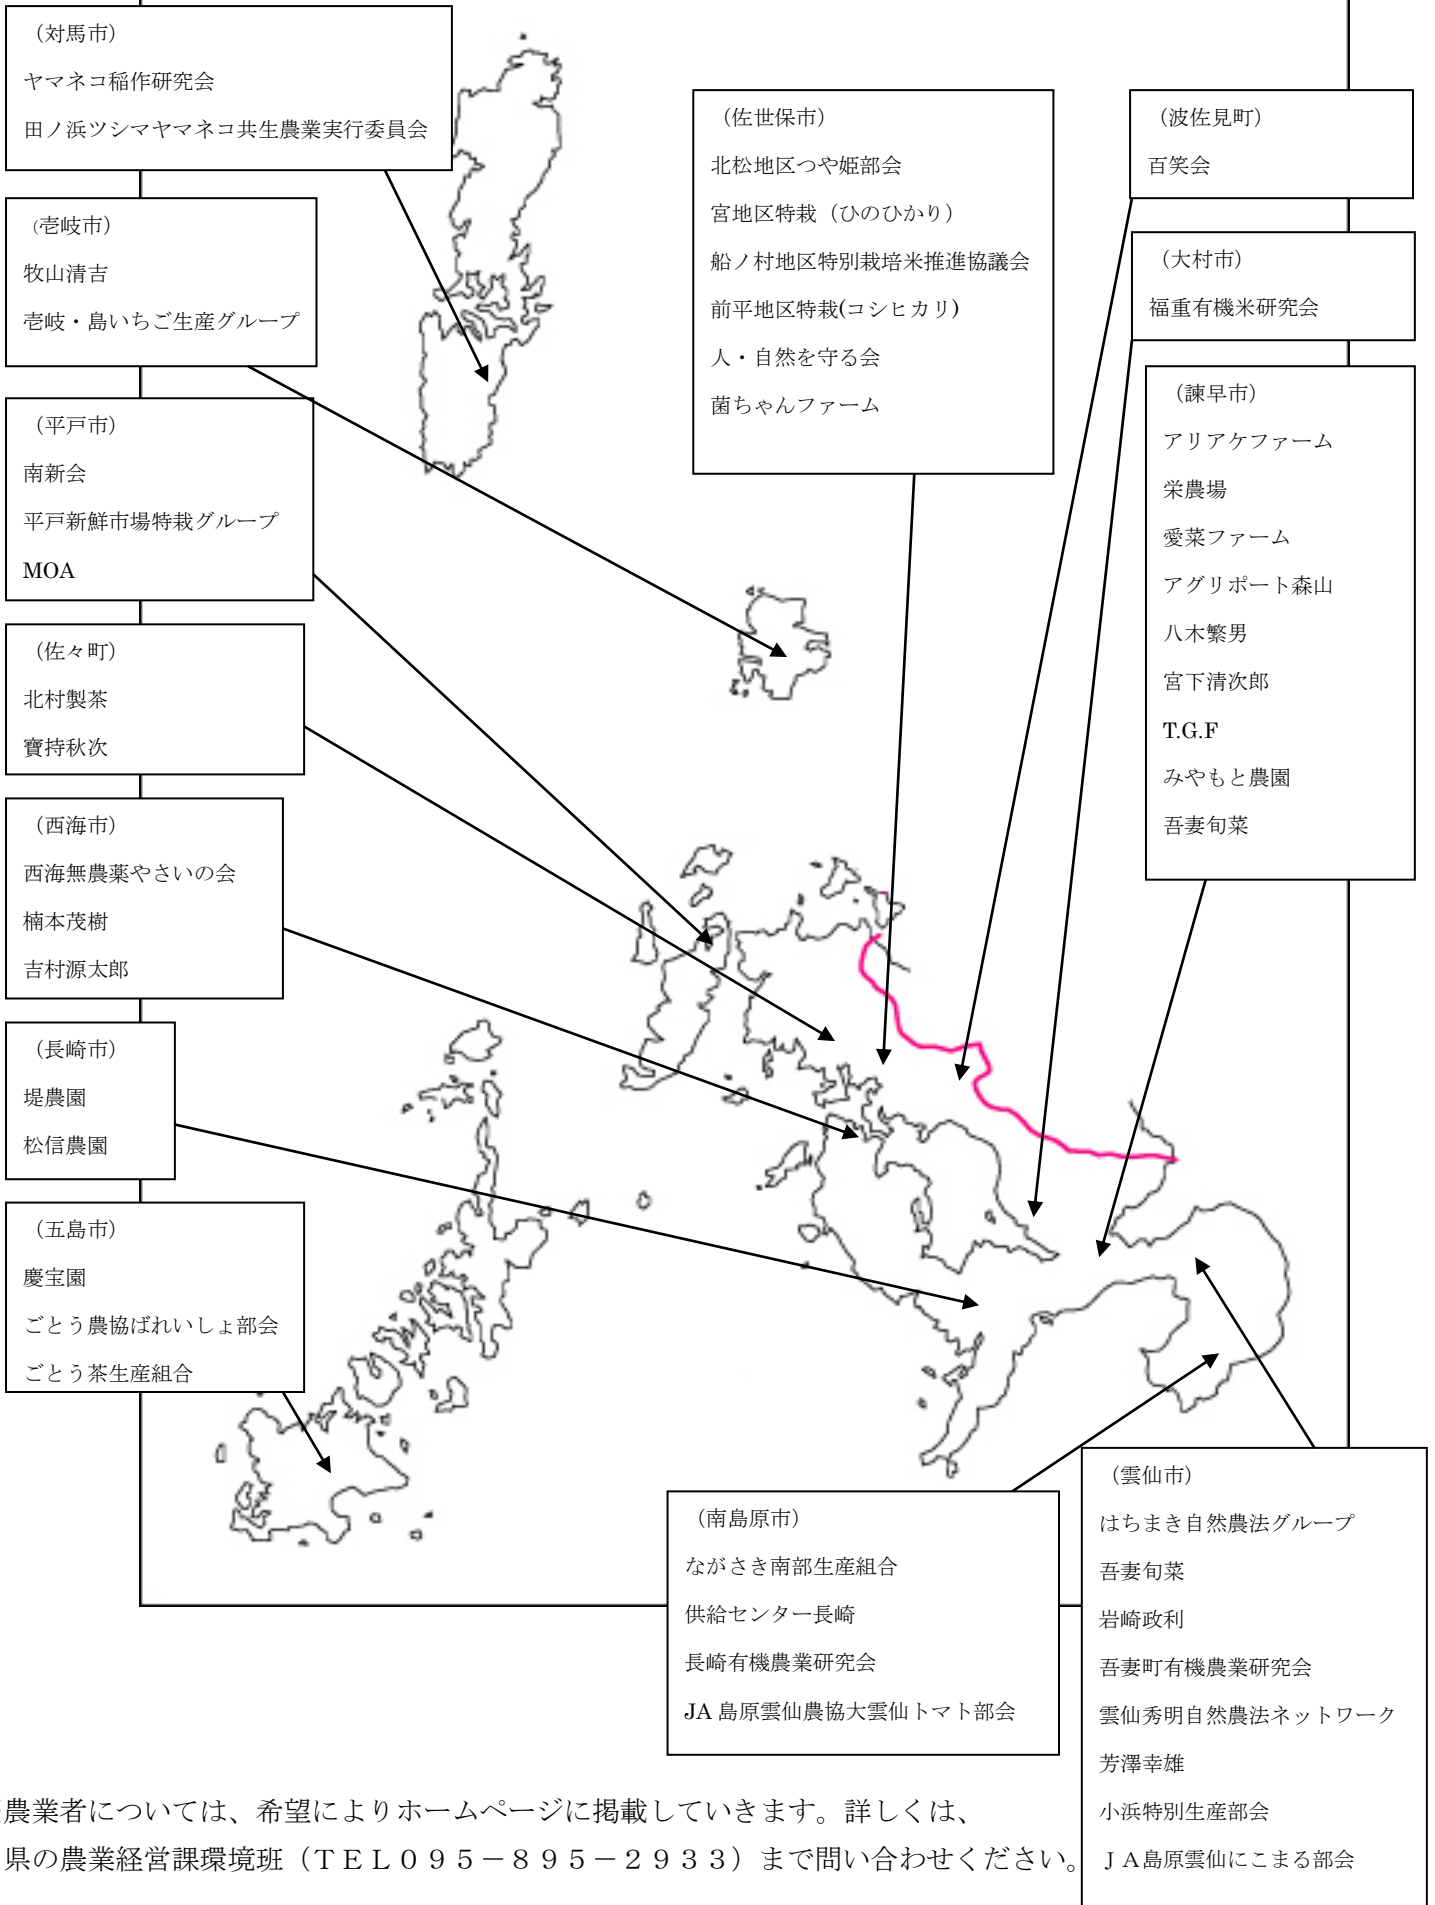 （対馬市）
ヤマネコ稲作研究会
田ノ浜ツシマヤマネコ共生農業実行委員会
（壱岐市）
牧山清吉
壱岐・島いちご生産グループ
（平戸市）
南新会
平戸新鮮市場特栽グループ
MOA
（佐々町）
北村製茶
寶持秋次
（西海市）
西海無農薬やさいの会
楠本茂樹
吉村源太郎
（長崎市）
堤農園
松信農園
（五島市）
慶宝園
ごとう農協ばれいしょ部会
ごとう茶生産組合
（佐世保市）
北松地区つや姫部会
宮地区特栽（ひのひかり）
船ノ村地区特別栽培米推進協議会
前平地区特栽(コシヒカリ)
人・自然を守る会
菌ちゃんファーム
（波佐見町）
百笑会
（大村市）
福重有機米研究会
（諫早市）
アリアケファーム
栄農場
愛菜ファーム
アグリポート森山
八木繁男
宮下清次郎
T.G.F
みやもと農園
吾妻旬菜
（南島原市）
ながさき南部生産組合
供給センター長崎
長崎有機農業研究会
JA 島原雲仙農協大雲仙トマト部会
（雲仙市）
はちまき自然農法グループ
吾妻旬菜
岩崎政利
吾妻町有機農業研究会
雲仙秀明自然農法ネットワーク
芳澤幸雄
小浜特別生産部会
ＪＡ島原雲仙にこまる部会
農業者については、希望によりホームページに掲載していきます。詳しくは、
県の農業経営課環境班（ＴＥＬ０９５－８９５－２９３３）まで問い合わせください。